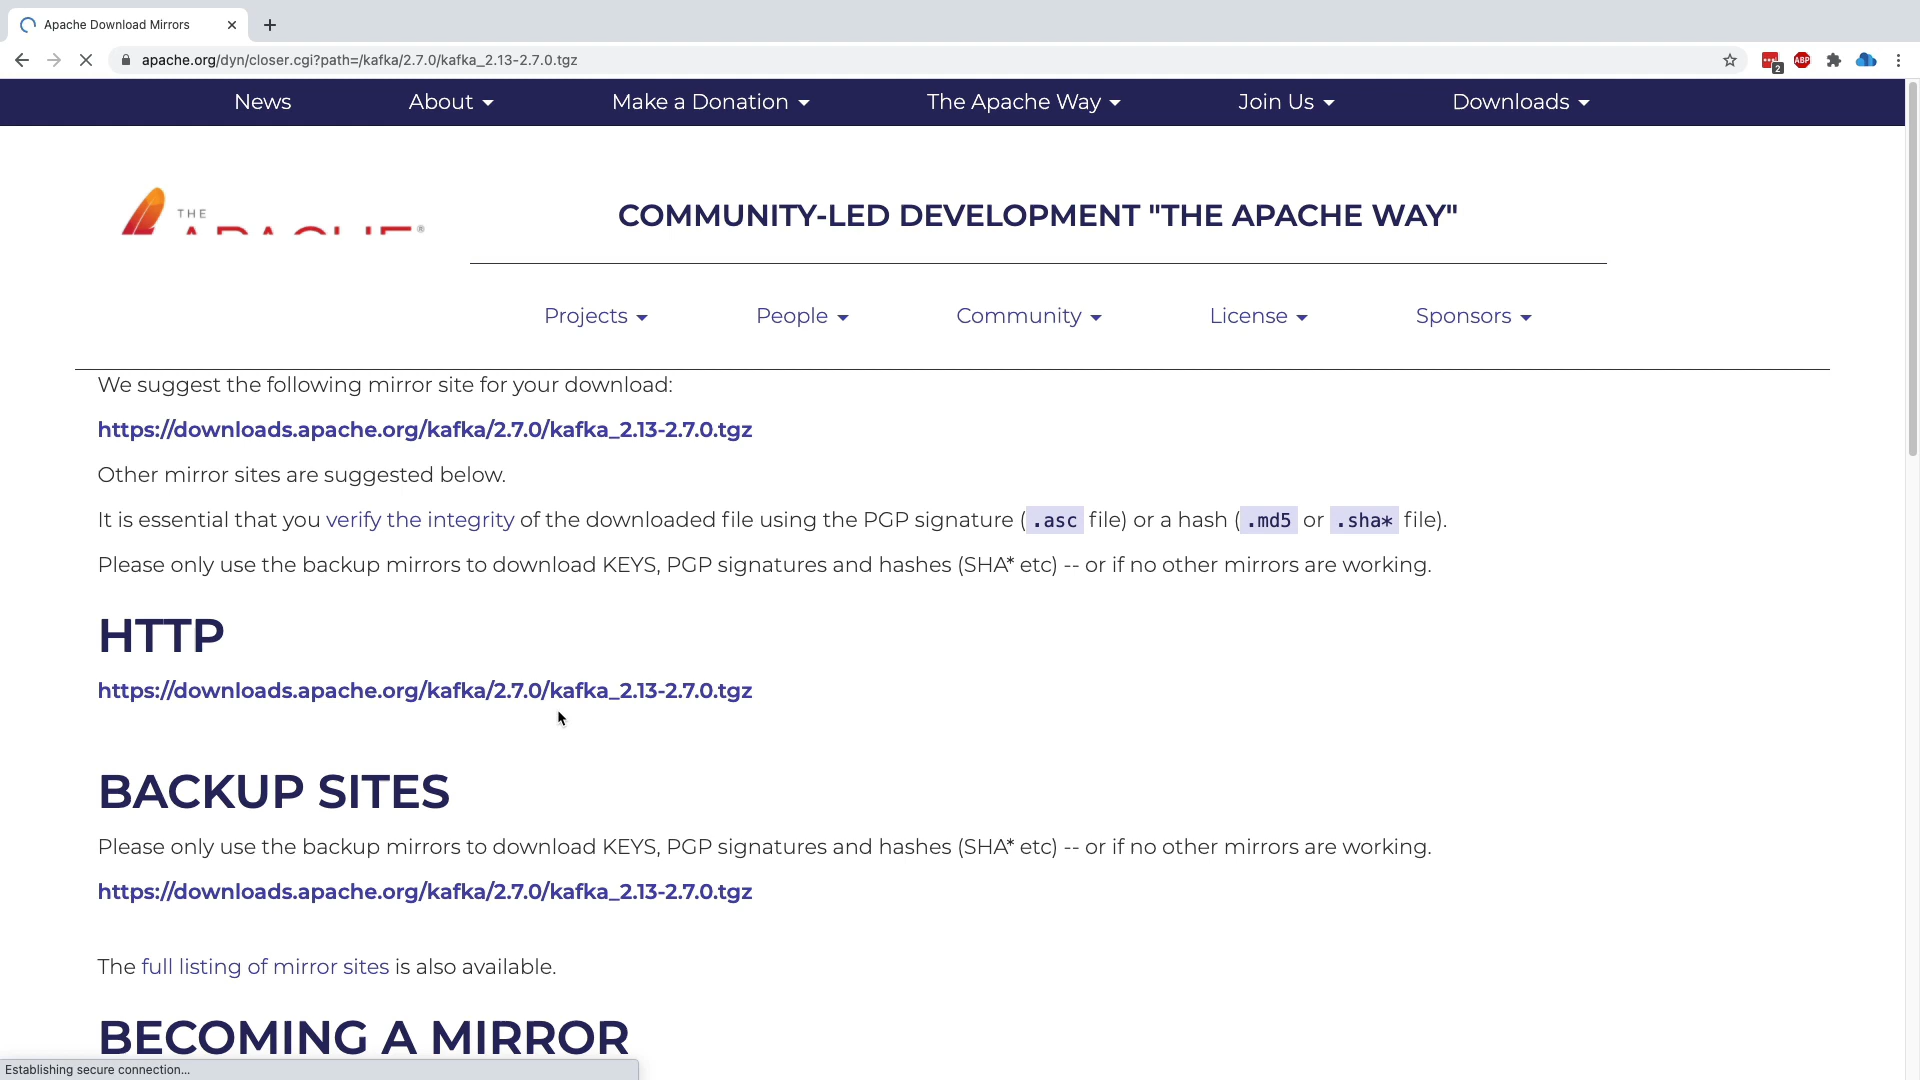 Apache Download Mirrors
apache.org/dyn/closer.cgi?path=/kafka/2.7.0/kafka_2.13-2.7.0.tgz
2
ABP
News About Make a Donation The Apache Way Join Us Downloads
THE
APACHE®
COMMUNITY-LED DEVELOPMENT "THE APACHE WAY"
Projects People Community License Sponsors
We suggest the following mirror site for your download:
https://downloads.apache.org/kafka/2.7.0/kafka_2.13-2.7.0.tgz
Other mirror sites are suggested below.
It is essential that you verify the integrity of the downloaded file using the PGP signature (.asc file) or a hash (.md5 or .sha* file).
Please only use the backup mirrors to download KEYS, PGP signatures and hashes (SHA* etc) -- or if no other mirrors are working.
HTTP
https://downloads.apache.org/kafka/2.7.0/kafka_2.13-2.7.0.tgz
BACKUP SITES
Please only use the backup mirrors to download KEYS, PGP signatures and hashes (SHA* etc) -- or if no other mirrors are working.
https://downloads.apache.org/kafka/2.7.0/kafka_2.13-2.7.0.tgz
The full listing of mirror sites is also available.
BECOMING A MIRROR
Establishing secure connection...